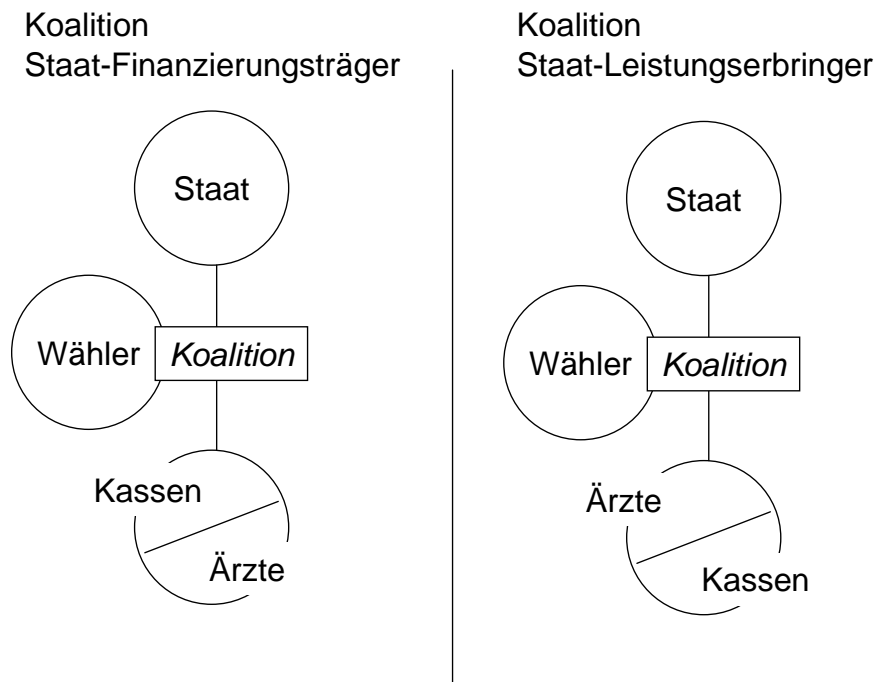 Koalition
Staat-Finanzierungsträger
Staat
Wähler
Koalition
Kassen
Ärzte
Koalition
Staat-Leistungserbringer
Staat
Wähler
Koalition
Ärzte
Kassen